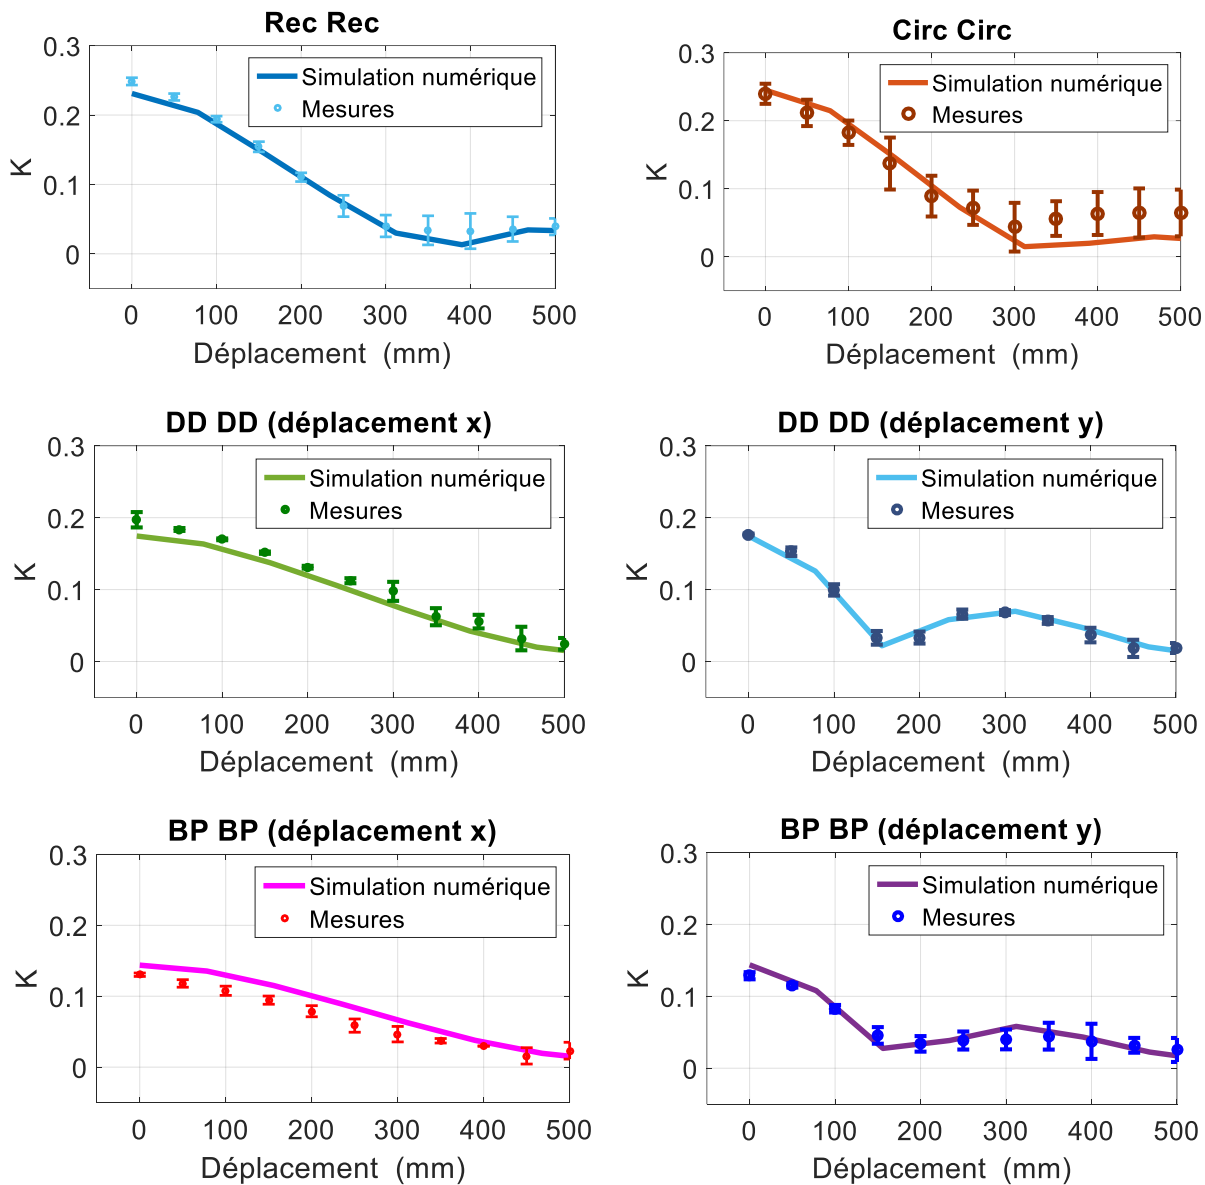 Rec Rec
0.3
0.2
0.1
0
K
Simulation numérique
Mesures
0 100 200 300 400 500
Déplacement (mm)
Circ Circ
0.3
0.2
0.1
0
K
Simulation numérique
Mesures
0 100 200 300 400 500
Déplacement (mm)
DD DD (déplacement x)
0.3
0.2
0.1
0
K
Simulation numérique
Mesures
0 100 200 300 400 500
Déplacement (mm)
DD DD (déplacement y)
0.3
0.2
0.1
0
K
Simulation numérique
Mesures
0 100 200 300 400 500
Déplacement (mm)
BP BP (déplacement x)
0.3
0.2
0.1
0
K
Simulation numérique
Mesures
0 100 200 300 400 500
Déplacement (mm)
BP BP (déplacement y)
0.3
0.2
0.1
0
K
Simulation numérique
Mesures
0 100 200 300 400 500
Déplacement (mm)